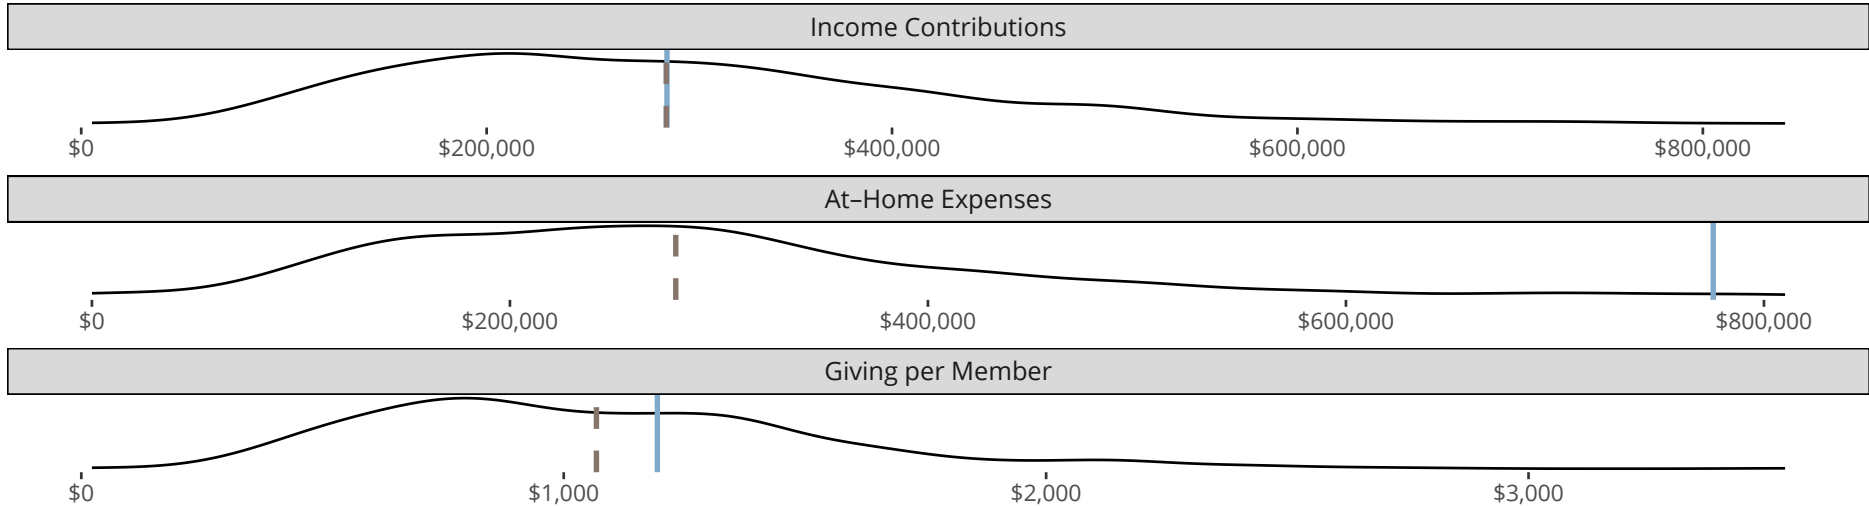 Income Contributions
$0 $200,000 $400,000 $600,000 $800,000
At–Home Expenses
$0 $200,000 $400,000 $600,000 $800,000
Giving per Member
$0 $1,000 $2,000 $3,000